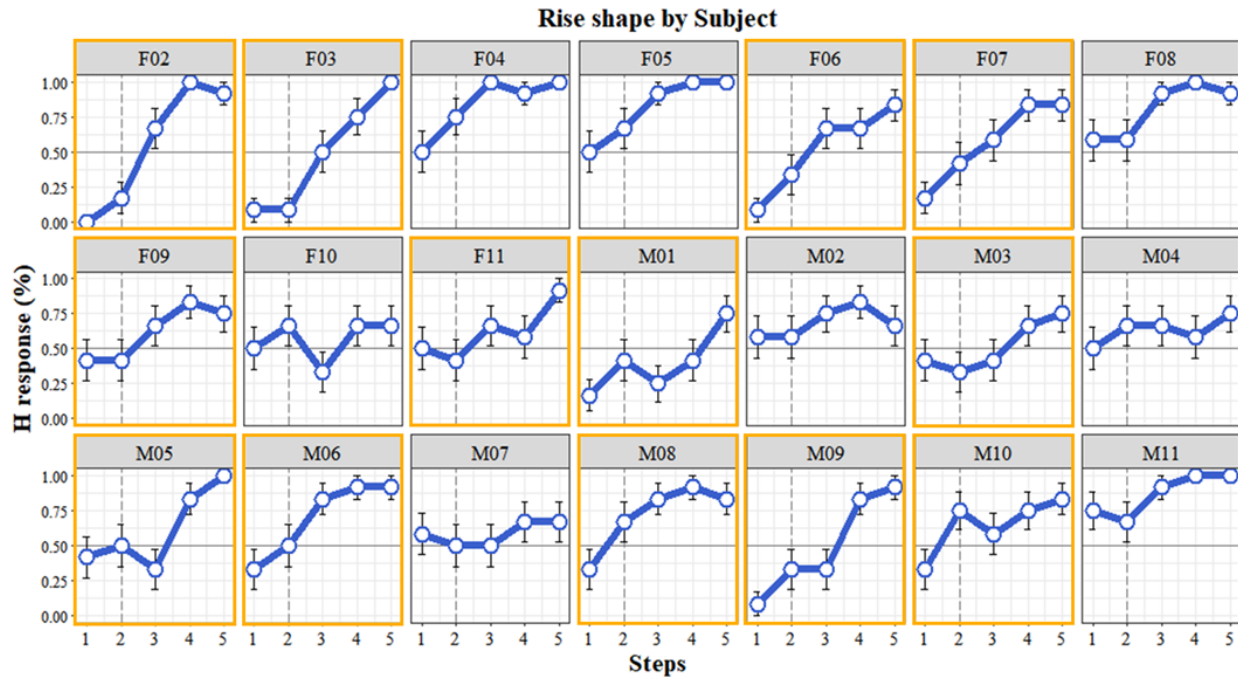 Rise shape by Subject
F02 F03 F04 F05 F06 F07 F08
1.00
0.75
0.50
0.25
0.00
F09 F10 F11 M01 M02 M03 M04
1.00
0.75
0.50
0.25
0.00
M05 M06 M07 M08 M09 M10 M11
1.00
0.75
0.50
0.25
0.00
1 2 3 4 5 1 2 3 4 5 1 2 3 4 5 1 2 3 4 5 1 2 3 4 5 1 2 3 4 5 1 2 3 4 5
H response (%)
Steps